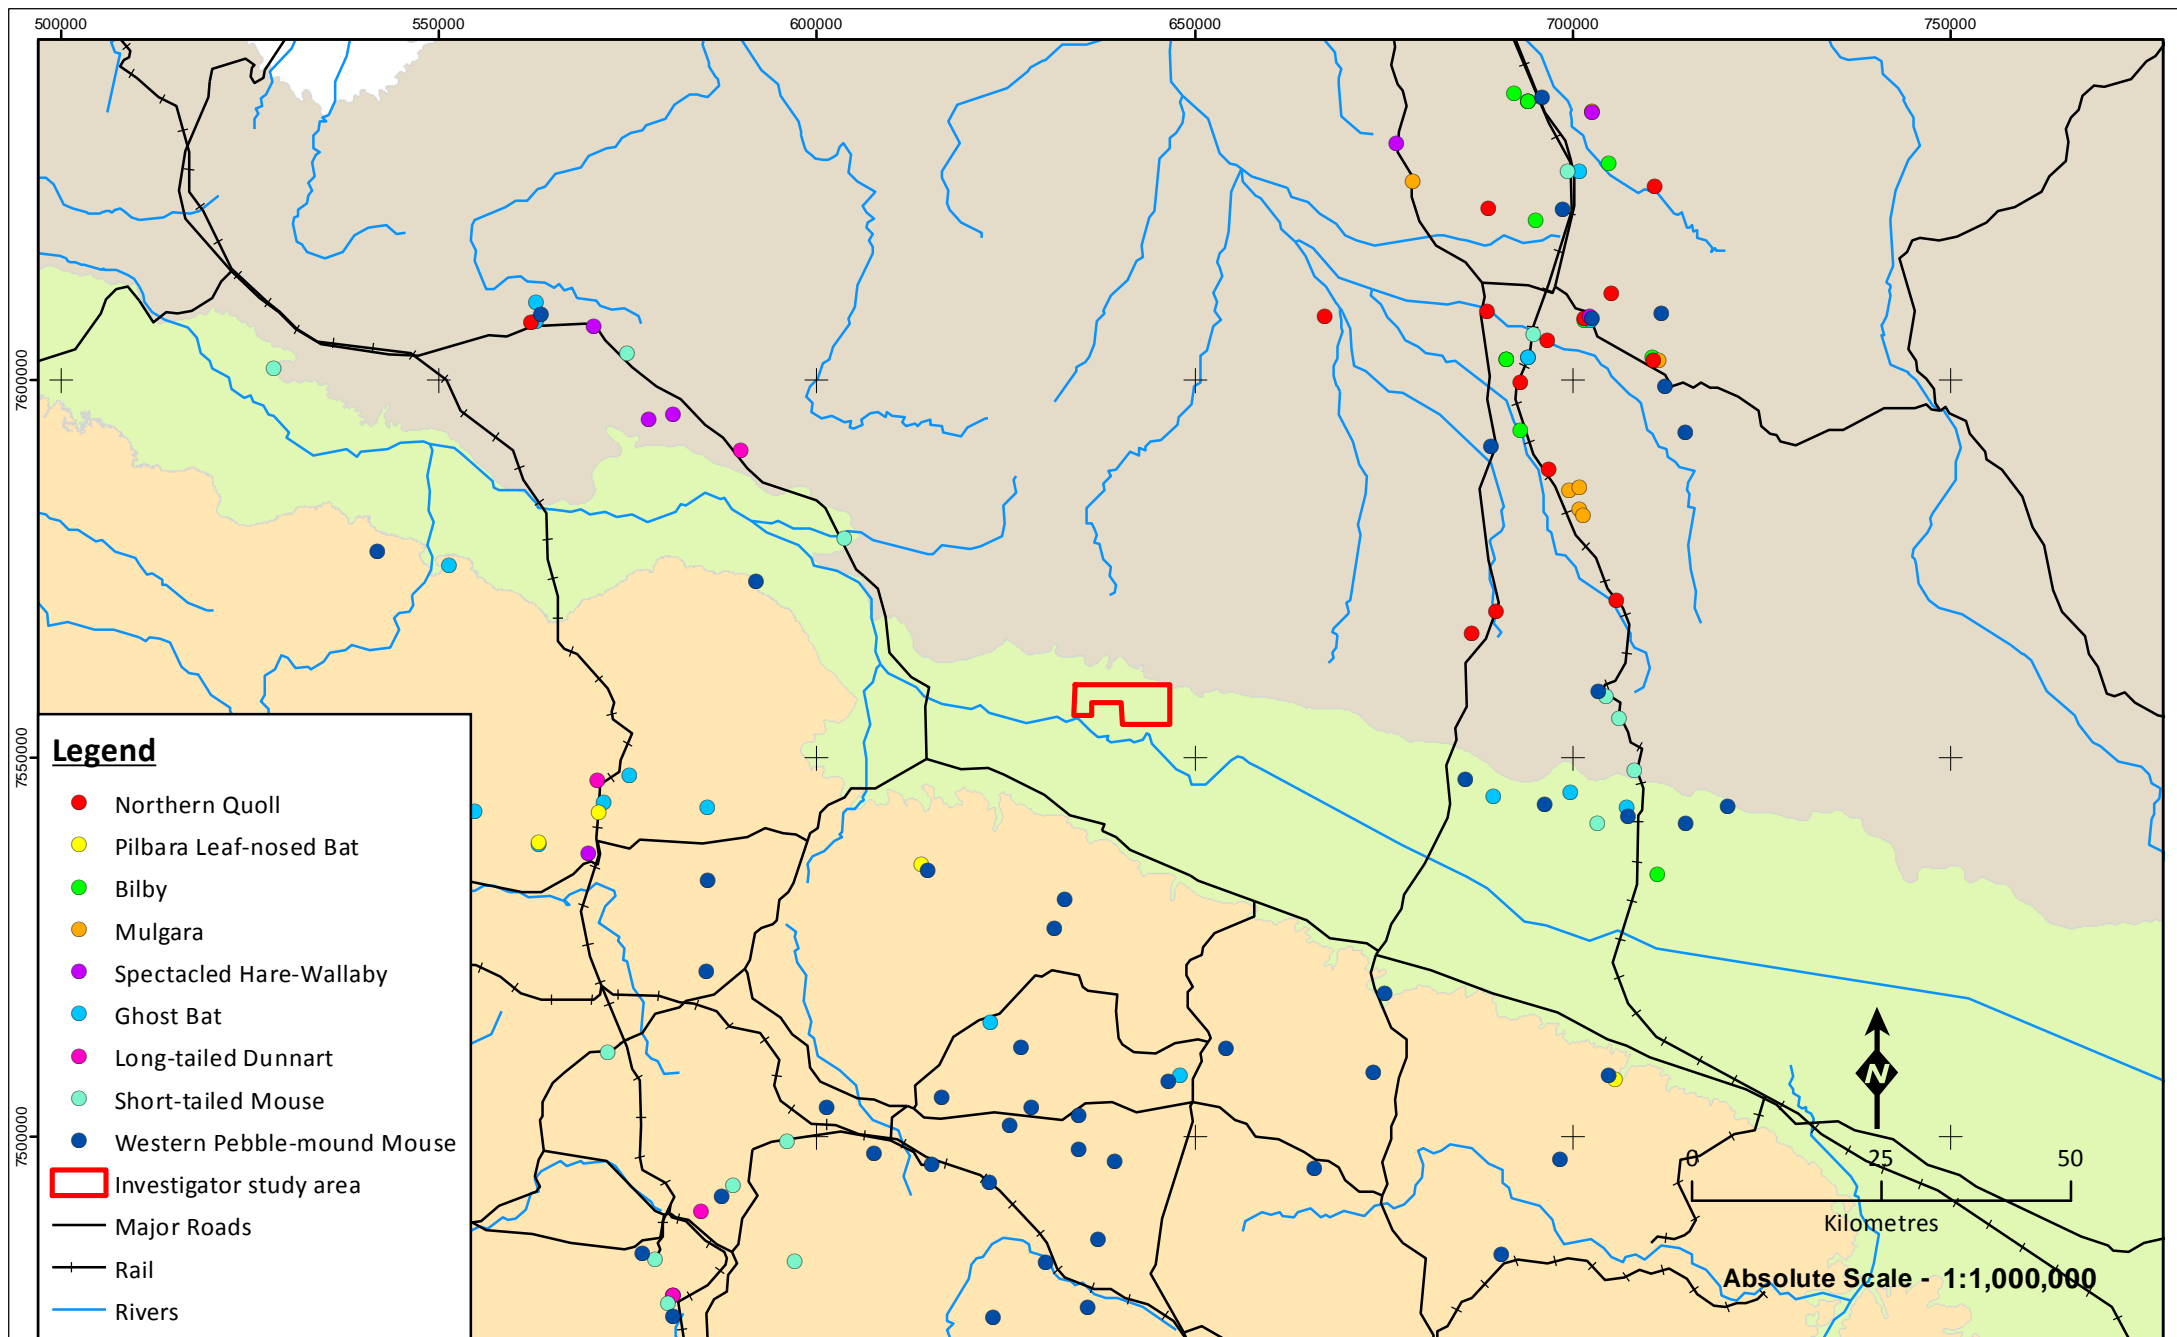 500000 550000 600000 650000 700000 750000
7600000
7550000
7500000
Legend
Northern Quoll
Pilbara Leaf-nosed Bat
Bilby
Mulgara
Spectacled Hare-Wallaby
Ghost Bat
Long-tailed Dunnart
Short-tailed Mouse
Western Pebble-mound Mouse
Investigator study area
Major Roads
Rail
Rivers
N
0 25 50
Kilometres
Absolute Scale - 1:1,000,000